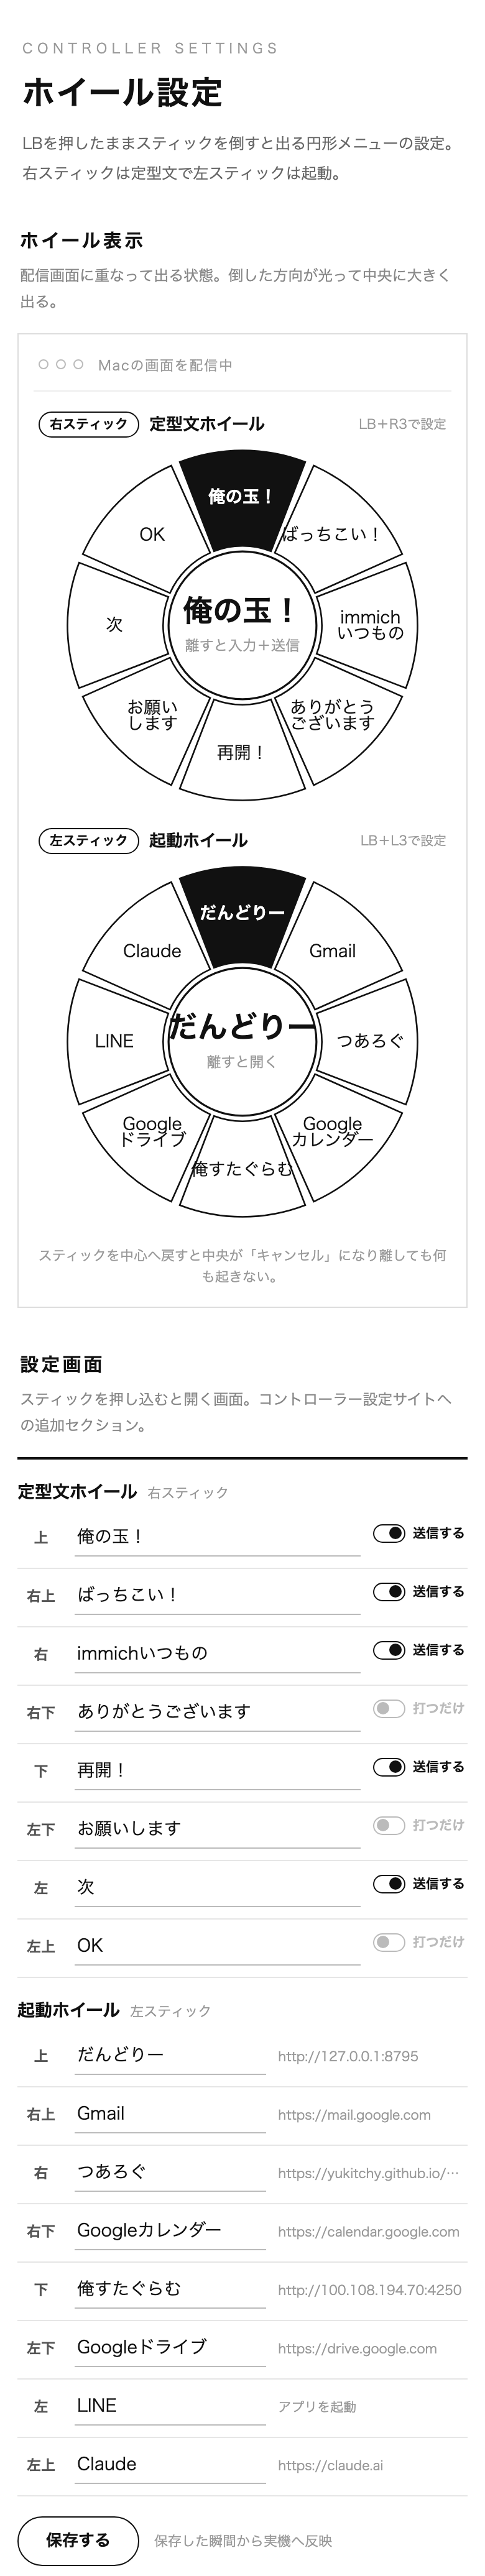 CONTROLLER SETTINGS
ホイール設定
LBを押したままスティックを倒すと出る円形メニューの設定。
右スティックは定型文で左スティックは起動。
ホイール表示
配信画面に重なって出る状態。倒した方向が光って中央に大きく
出る。
Macの画面を配信中
右スティック 定型文ホイール LB+R3で設定
俺の玉！
OK
ばっちこい！
次
俺の玉！
離すと入力+送信
immich
いつもの
お願い
します
ありがとう
ございます
再開！
左スティック 起動ホイール LB+L3で設定
だんどりー
Claude
Gmail
LINE
だんどりー
離すと開く
つあろぐ
Google
ドライブ
Google
カレンダー
俺すたぐらむ
スティックを中心へ戻すと中央が「キャンセル」になり離しても何
も起きない。
設定画面
スティックを押し込むと開く画面。コントローラー設定サイトへ
の追加セクション。
定型文ホイール 右スティック
上 俺の玉！ 送信する
右上 ばっちこい！ 送信する
右 immichいつもの 送信する
右下 ありがとうございます 打つだけ
下 再開！ 送信する
左下 お願いします 打つだけ
左 次 送信する
左上 OK 打つだけ
起動ホイール 左スティック
上 だんどりー http://127.0.0.1:8795
右上 Gmail https://mail.google.com
右 つあろぐ https://yukitchy.github.io/…
右下 Googleカレンダー https://calendar.google.com
下 俺すたぐらむ http://100.108.194.70:4250
左下 Googleドライブ https://drive.google.com
左 LINE アプリを起動
左上 Claude https://claude.ai
保存する 保存した瞬間から実機へ反映